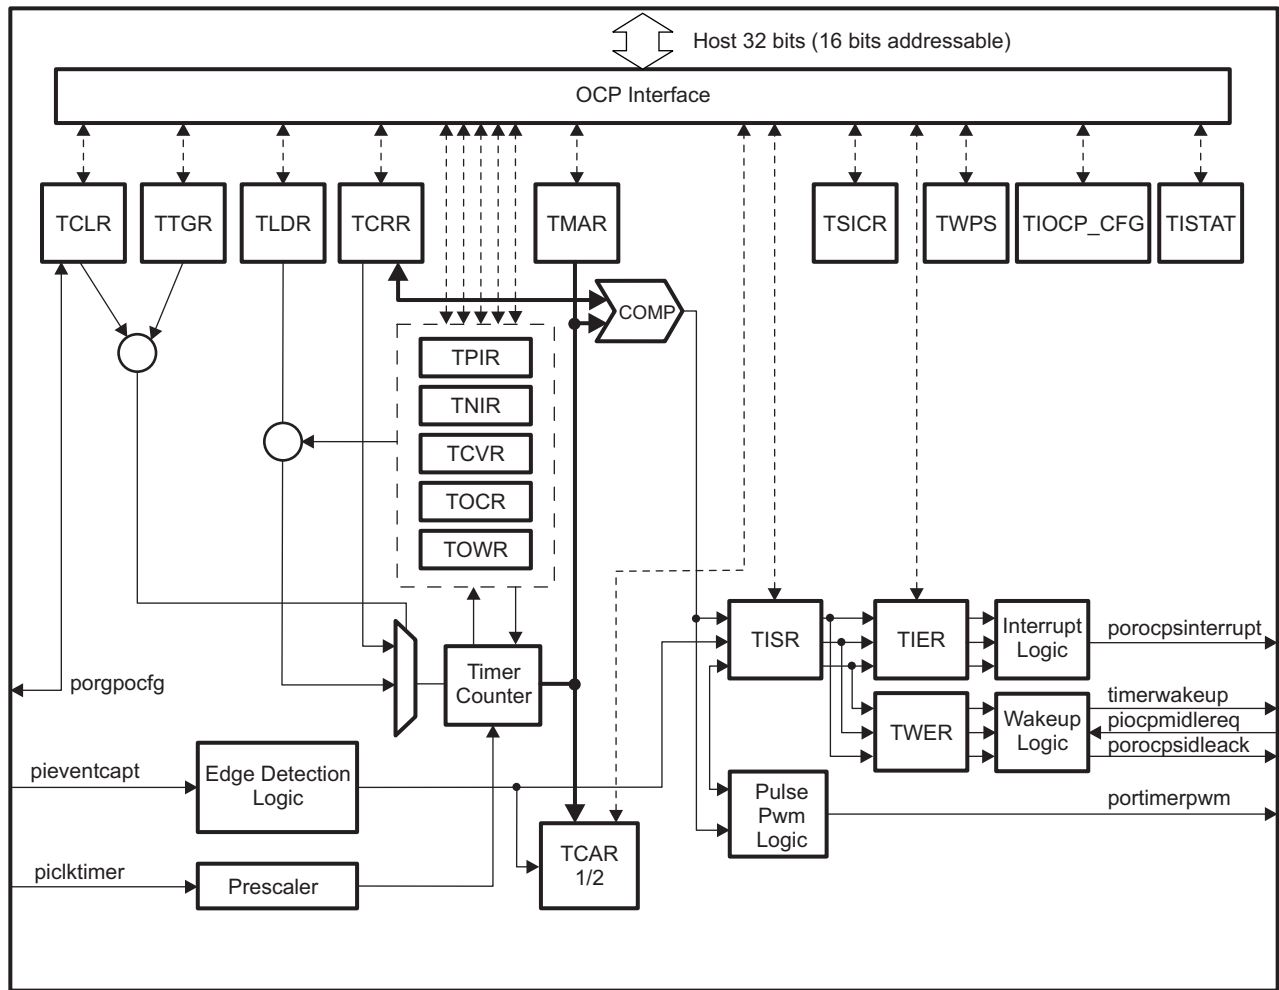 Host 32 bits (16 bits addressable)
OCP Interface
TCLR
TTGR
TLDR
TCRR
TMAR
TSICR
TWPS
TIOCP_CFG
TISTAT
COMP
TPIR
TNIR
TCVR
TOCR
TOWR
TISR
TIER
Interrupt
Logic
porocpsinterrupt
Timer
Counter
porgpocfg
TWER
Wakeup
Logic
timerwakeup
piocpmidlereq
porocpsidleack
pieventcapt
Edge Detection
Logic
Pulse
Pwm
Logic
portimerpwm
TCAR
1/2
piclktimer
Prescaler